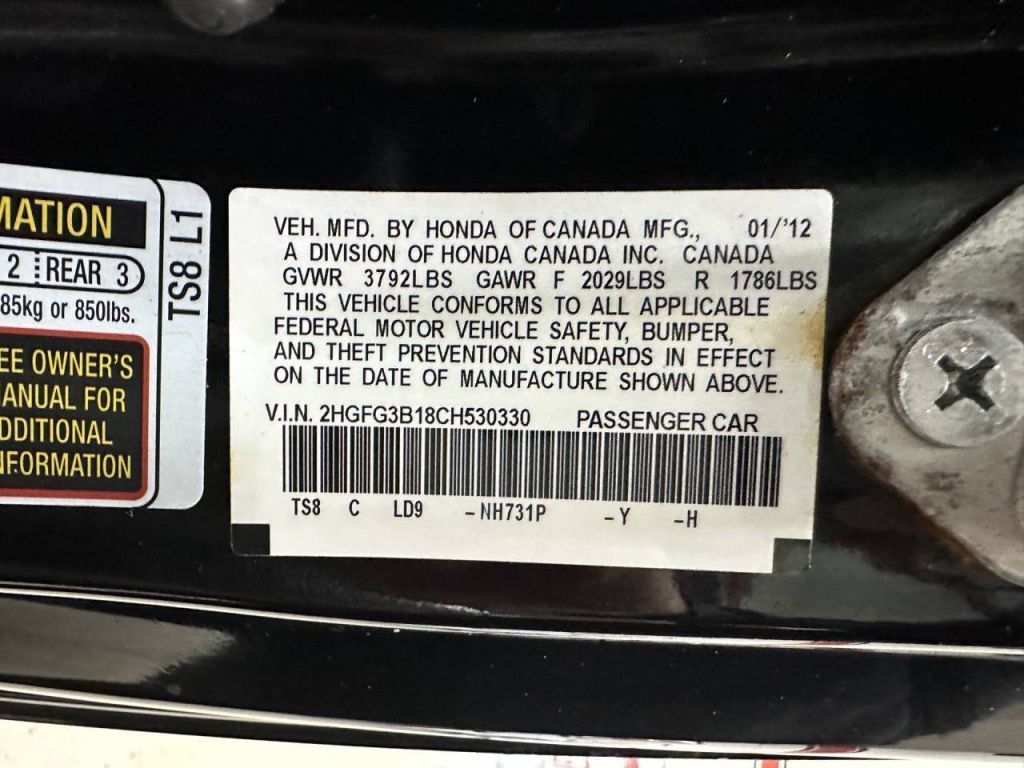 MATION
2 REAR 3
85kg or 850lbs.
EE OWNER'S
ANUAL FOR
DDITIONAL
NFORMATION
TS8 L1
VEH. MFD. BY HONDA OF CANADA MFG., 01/'12
A DIVISION OF HONDA CANADA INC. CANADA
GVWR 3792LBS GAWR F 2029LBS R 1786LBS
THIS VEHICLE CONFORMS TO ALL APPLICABLE
FEDERAL MOTOR VEHICLE SAFETY, BUMPER,
AND THEFT PREVENTION STANDARDS IN EFFECT
ON THE DATE OF MANUFACTURE SHOWN ABOVE.
V.I.N. 2HGFG3B18CH530330 PASSENGER CAR
TS8 C LD9 -NH731P -Y -H